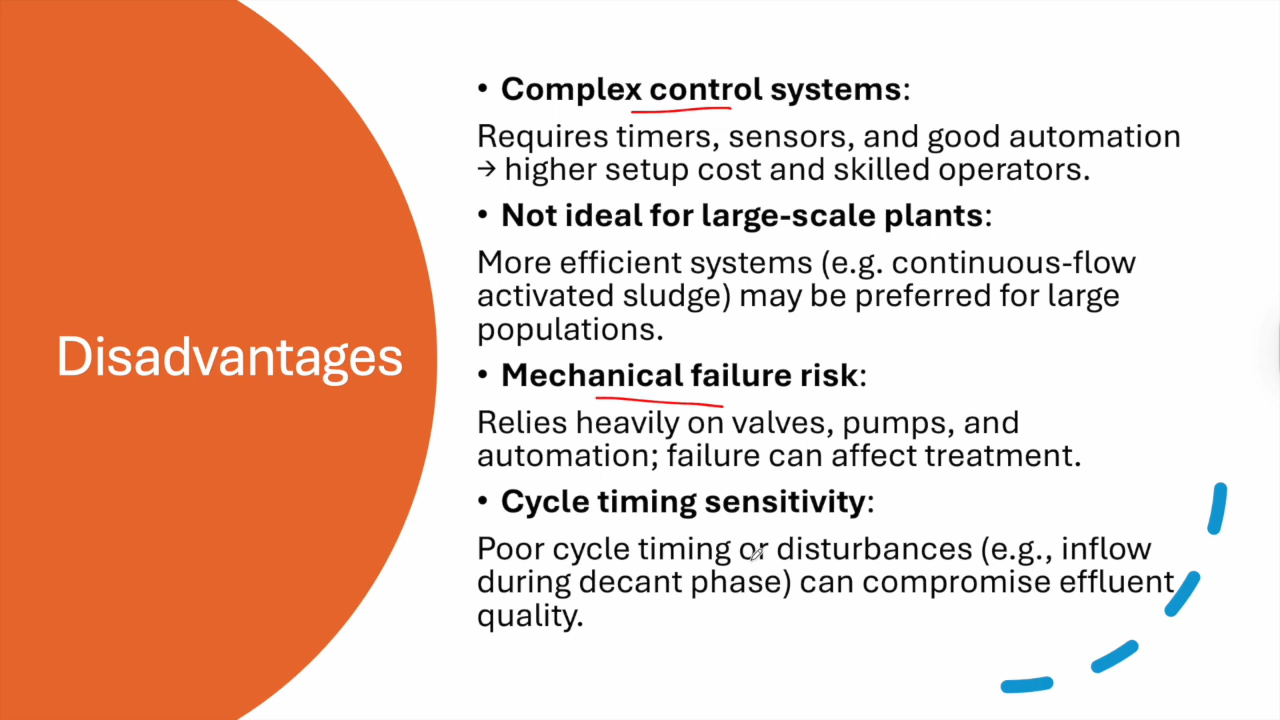 Disadvantages
• Complex control systems:
Requires timers, sensors, and good automation
→ higher setup cost and skilled operators.
• Not ideal for large-scale plants:
More efficient systems (e.g. continuous-flow
activated sludge) may be preferred for large
populations.
• Mechanical failure risk:
Relies heavily on valves, pumps, and
automation; failure can affect treatment.
• Cycle timing sensitivity:
Poor cycle timing or disturbances (e.g., inflow
during decant phase) can compromise effluent
quality.